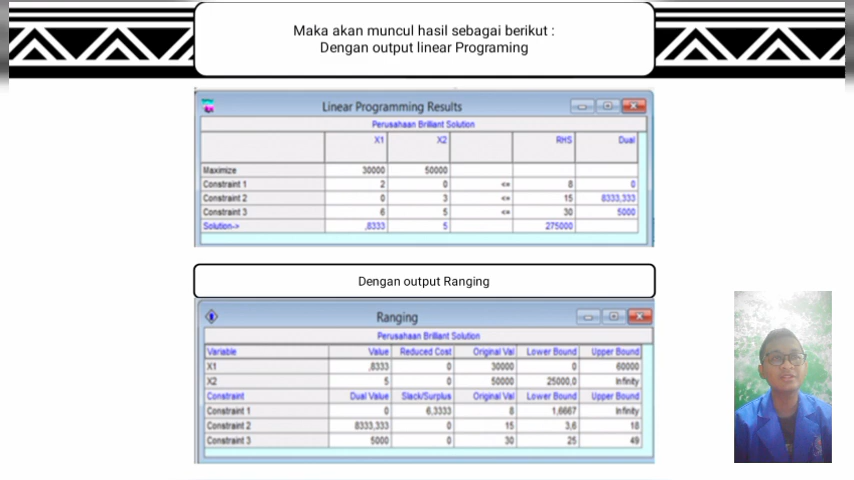 Maka akan muncul hasil sebagai berikut :
Dengan output linear Programing
Linear Programming Results
Perusahaan Brilliant Solution
X1 X2 RHS Dual
Maximize 30000 50000
Constraint 1 2 0 <= 8 0
Constraint 2 0 3 <= 15 8333,333
Constraint 3 6 5 <= 30 5000
Solution-> ,8333 5 275000
Dengan output Ranging
Ranging
Perusahaan Brilliant Solution
Variable Value Reduced Cost Original Val Lower Bound Upper Bound
X1 ,8333 0 30000 0 60000
X2 5 0 50000 25000,0 Infinity
Constraint Dual Value Slack/Surplus Original Val Lower Bound Upper Bound
Constraint 1 0 6,3333 8 1,6667 Infinity
Constraint 2 8333,333 0 15 3,6 18
Constraint 3 5000 0 30 25 49